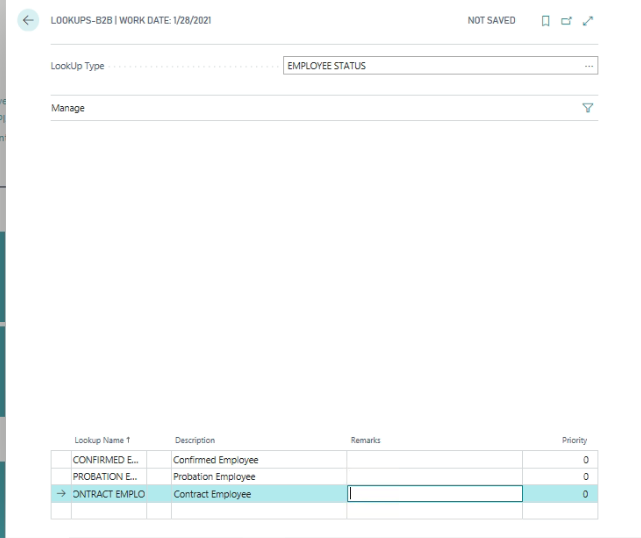 LOOKUPS-B2B | WORK DATE: 1/28/2021 NOT SAVED
LookUp Type EMPLOYEE STATUS ...
Manage
Lookup Name ↑ Description Remarks Priority
CONFIRMED E... Confirmed Employee 0
PROBATION E... Probation Employee 0
→ ONTRACT EMPLO Contract Employee 0